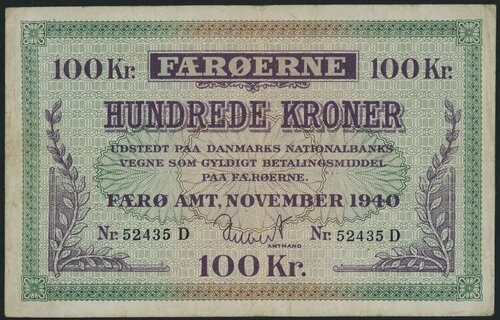 100 Kr. FÆRØERNE 100 Kr.
HUNDREDE KRONER
UDSTEDT PAA DANMARKS NATIONALBANKS
VEGNE SOM GYLDIGT BETALINGSMIDDEL
PAA FÆRØERNE.
FÆRØ AMT, NOVEMBER 1940
Nr. 52435 D Nr. 52435 D
AMTMAND
100 Kr.